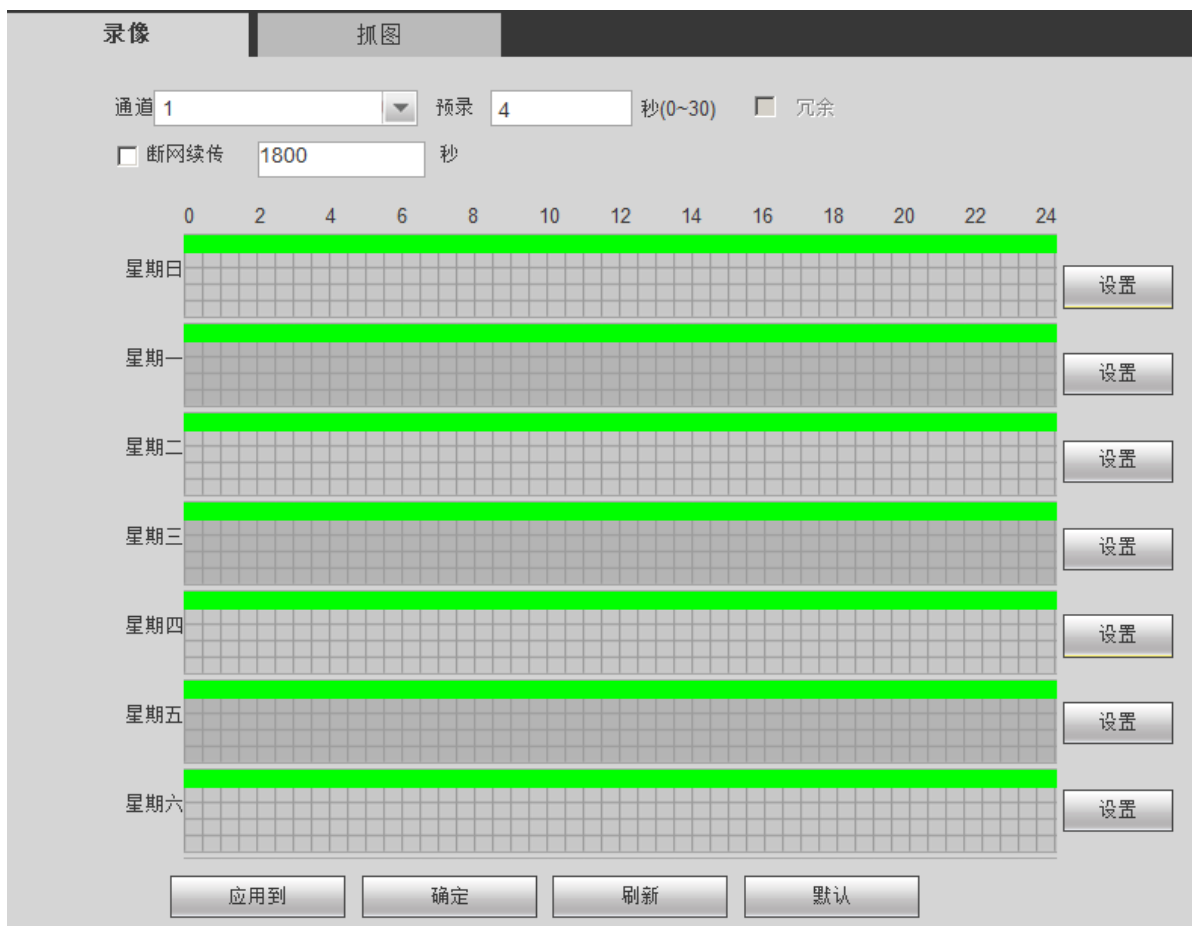 录像 抓图
通道 1 预录 4 秒(0~30) 冗余
断网续传 1800 秒
0 2 4 6 8 10 12 14 16 18 20 22 24
星期日 设置
星期一 设置
星期二 设置
星期三 设置
星期四 设置
星期五 设置
星期六 设置
应用到 确定 刷新 默认